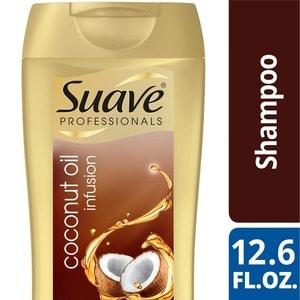 Suave
PROFESSIONALS
coconut oil
infusion
Shampoo
12.6
FL.OZ.